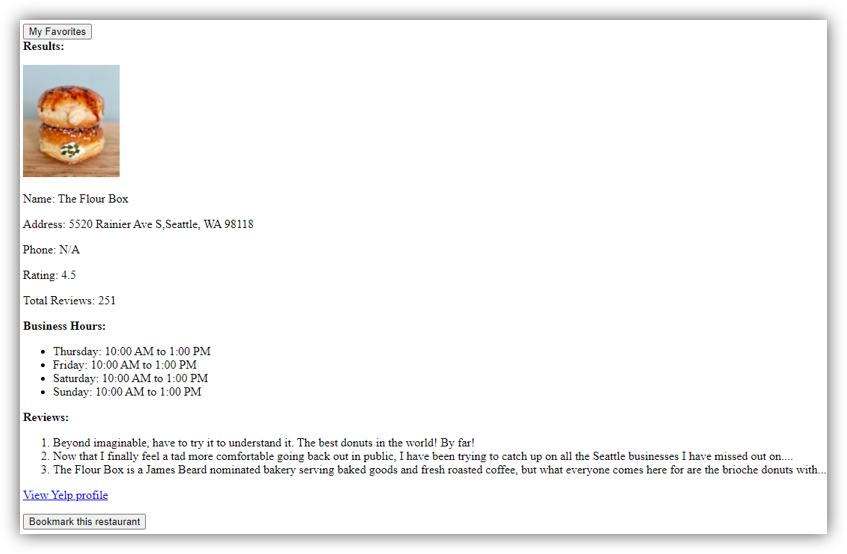 My Favorites
Results:
Name: The Flour Box
Address: 5520 Rainier Ave S,Seattle, WA 98118
Phone: N/A
Rating: 4.5
Total Reviews: 251
Business Hours:
• Thursday: 10:00 AM to 1:00 PM
• Friday: 10:00 AM to 1:00 PM
• Saturday: 10:00 AM to 1:00 PM
• Sunday: 10:00 AM to 1:00 PM
Reviews:
1. Beyond imaginable, have to try it to understand it. The best donuts in the world! By far!
2. Now that I finally feel a tad more comfortable going back out in public, I have been trying to catch up on all the Seattle businesses I have missed out on....
3. The Flour Box is a James Beard nominated bakery serving baked goods and fresh roasted coffee, but what everyone comes here for are the brioche donuts with...
View Yelp profile
Bookmark this restaurant